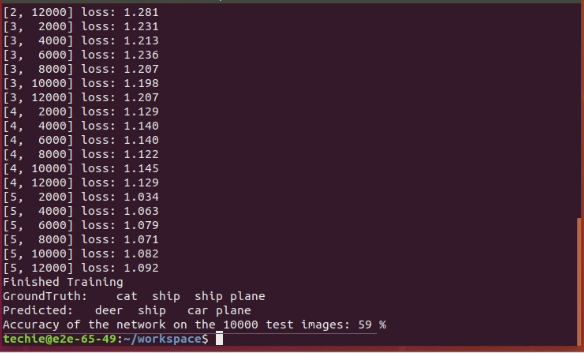 [2, 12000] loss: 1.281
[3,  2000] loss: 1.231
[3,  4000] loss: 1.213
[3,  6000] loss: 1.236
[3,  8000] loss: 1.207
[3, 10000] loss: 1.198
[3, 12000] loss: 1.207
[4,  2000] loss: 1.129
[4,  4000] loss: 1.140
[4,  6000] loss: 1.140
[4,  8000] loss: 1.122
[4, 10000] loss: 1.145
[4, 12000] loss: 1.129
[5,  2000] loss: 1.034
[5,  4000] loss: 1.063
[5,  6000] loss: 1.079
[5,  8000] loss: 1.071
[5, 10000] loss: 1.082
[5, 12000] loss: 1.092
Finished Training
GroundTruth:    cat  ship  ship plane
Predicted:   deer  ship   car plane
Accuracy of the network on the 10000 test images: 59 %
techie@e2e-65-49:~/workspace$